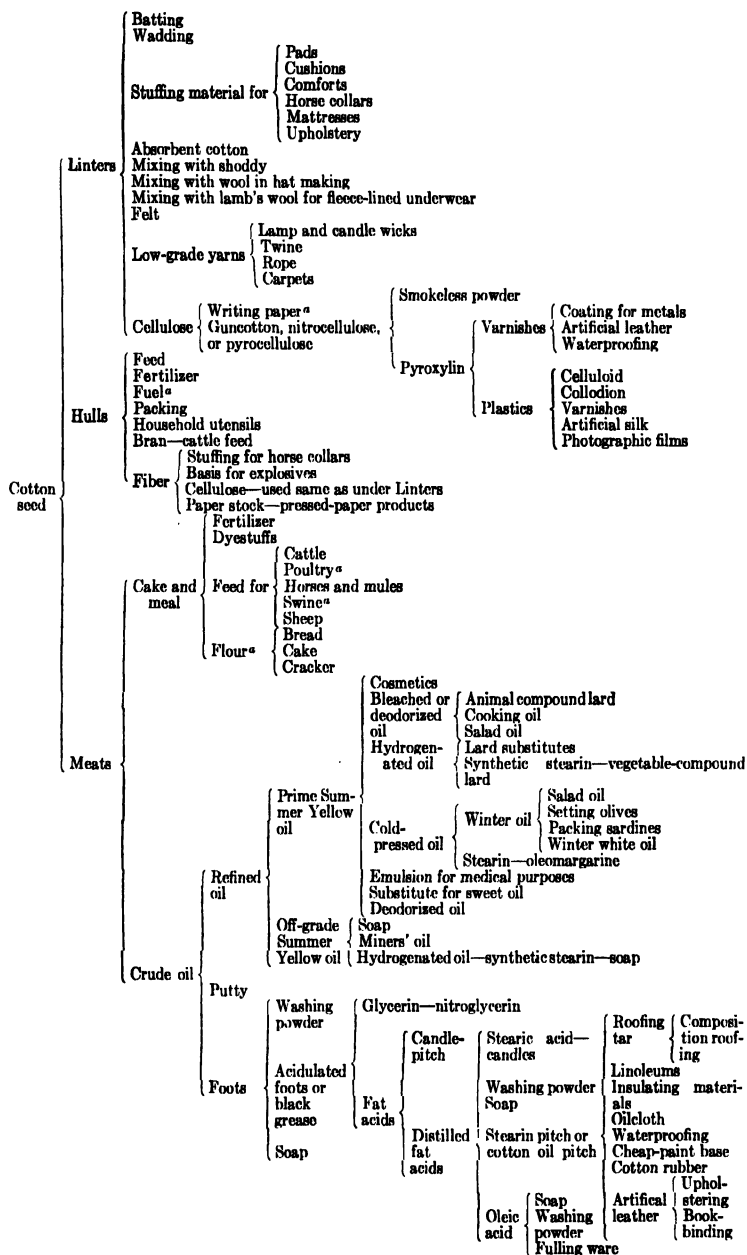 Batting
Wadding
Stuffing material for
Pads
Cushions
Comforts
Horse collars
Mattresses
Upholstery
Linters
Absorbent cotton
Mixing with shoddy
Mixing with wool in hat making
Mixing with lamb's wool for fleece-lined underwear
Felt
Low-grade yarns
Lamp and candle wicks
Twine
Rope
Carpets
Cellulose
Writing paper a
Guncotton, nitrocellulose,
or pyrocellulose
Smokeless powder
Pyroxylin
Varnishes
Coating for metals
Artificial leather
Waterproofing
Plastics
Celluloid
Collodion
Varnishes
Artificial silk
Photographic films
Hulls
Feed
Fertilizer
Fuel a
Packing
Household utensils
Bran—cattle feed
Fiber
Stuffing for horse collars
Basis for explosives
Cellulose—used same as under Linters
Paper stock—pressed-paper products
Cotton
seed
Meats
Cake and
meal
Fertilizer
Dyestuffs
Feed for
Cattle
Poultry a
Horses and mules
Swine a
Sheep
Flour a
Bread
Cake
Cracker
Crude oil
Refined
oil
Prime Sum-
mer Yellow
oil
Cosmetics
Bleached or
deodorized
oil
Animal compound lard
Cooking oil
Salad oil
Hydrogen-
ated oil
Lard substitutes
Synthetic stearin—vegetable-compound
lard
Cold-
pressed oil
Winter oil
Salad oil
Setting olives
Packing sardines
Winter white oil
Stearin—oleomargarine
Emulsion for medical purposes
Substitute for sweet oil
Deodorized oil
Off-grade
Summer
Yellow oil
Soap
Miners' oil
Hydrogenated oil—synthetic stearin—soap
Putty
Foots
Washing
powder
Acidulated
foots or
black
grease
Soap
Glycerin—nitroglycerin
Fat
acids
Candle-
pitch
Distilled
fat
acids
Stearic acid—
candles
Washing powder
Soap
Stearin pitch or
cotton oil pitch
Roofing
tar
Composi-
tion roof-
ing
Linoleums
Insulating materi-
als
Oilcloth
Waterproofing
Cheap-paint base
Cotton rubber
Artifical
leather
Uphol-
stering
Book-
binding
Oleic
acid
Soap
Washing
powder
Fulling ware